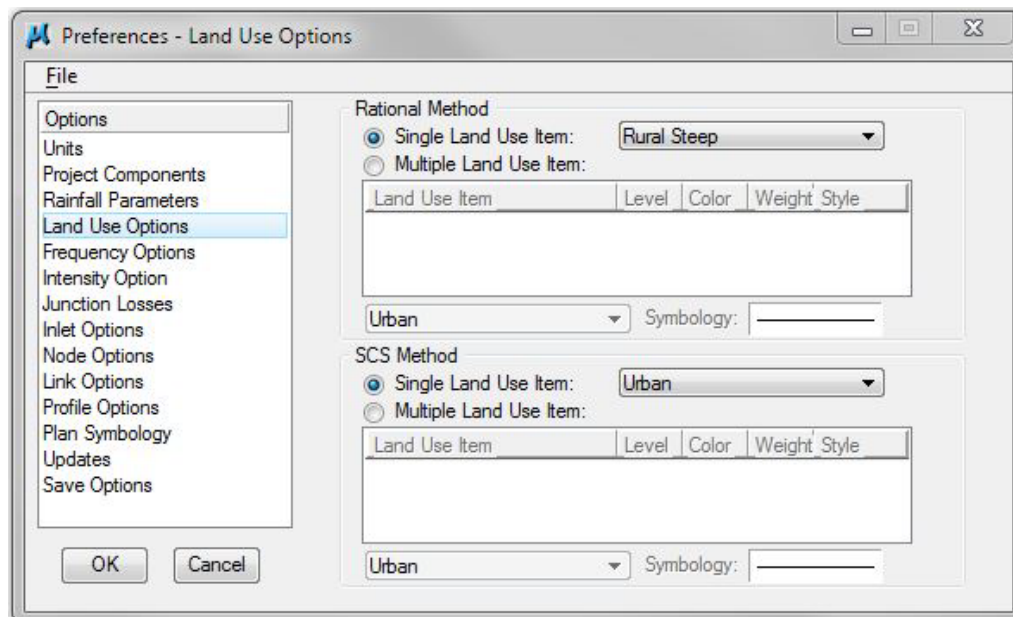 Preferences - Land Use Options
File
Options
Units
Project Components
Rainfall Parameters
Land Use Options
Frequency Options
Intensity Option
Junction Losses
Inlet Options
Node Options
Link Options
Profile Options
Plan Symbology
Updates
Save Options
OK Cancel
Rational Method
Single Land Use Item: Rural Steep
Multiple Land Use Item:
Land Use Item Level Color Weight Style
Urban Symbology:
SCS Method
Single Land Use Item: Urban
Multiple Land Use Item:
Land Use Item Level Color Weight Style
Urban Symbology: